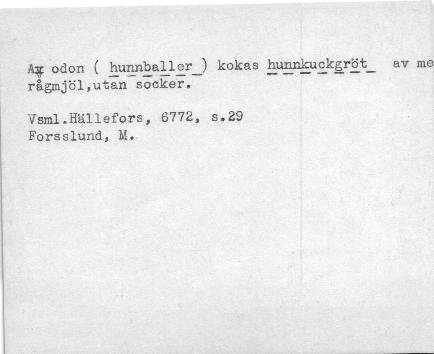 Av odon ( hunnballer ) kokas hunnkuckgröt av me
rågmjöl,utan socker.
Vsml.Hällefors, 6772, s.29
Forsslund, M.